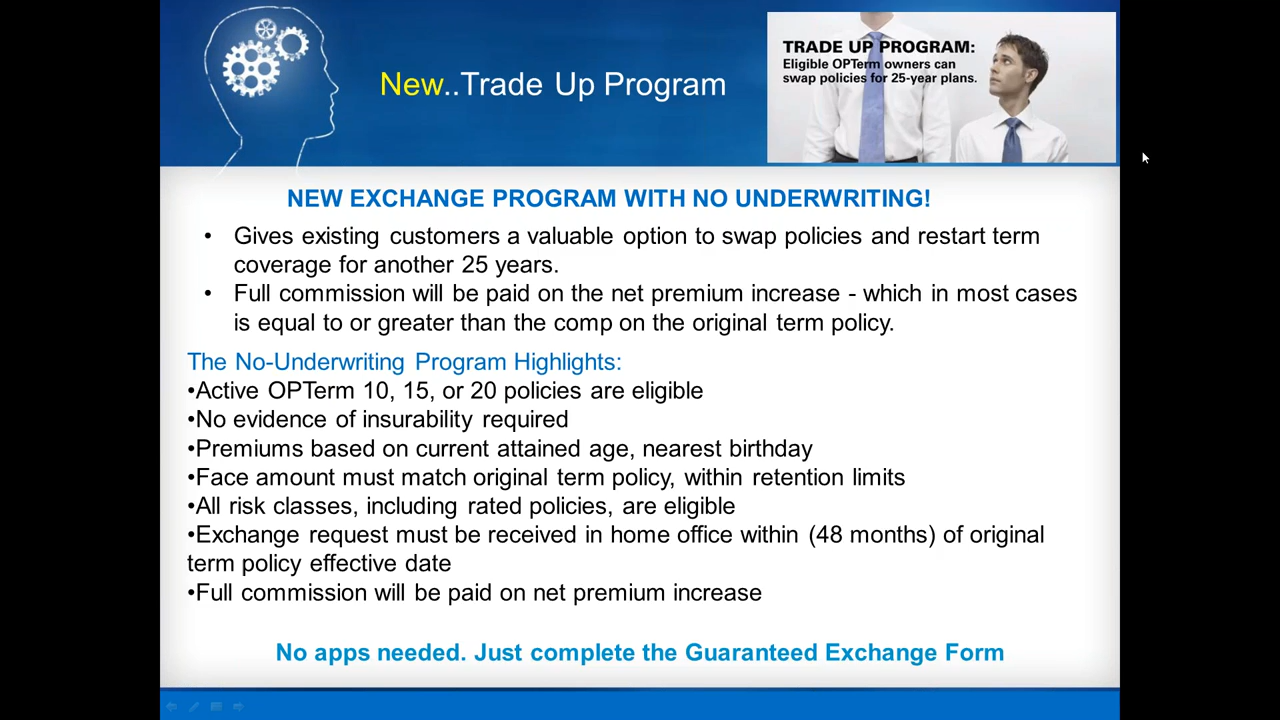 New..Trade Up Program
TRADE UP PROGRAM:
Eligible OPTerm owners can
swap policies for 25-year plans.
NEW EXCHANGE PROGRAM WITH NO UNDERWRITING!
• Gives existing customers a valuable option to swap policies and restart term
coverage for another 25 years.
• Full commission will be paid on the net premium increase - which in most cases
is equal to or greater than the comp on the original term policy.
The No-Underwriting Program Highlights:
•Active OPTerm 10, 15, or 20 policies are eligible
•No evidence of insurability required
•Premiums based on current attained age, nearest birthday
•Face amount must match original term policy, within retention limits
•All risk classes, including rated policies, are eligible
•Exchange request must be received in home office within (48 months) of original
term policy effective date
•Full commission will be paid on net premium increase
No apps needed. Just complete the Guaranteed Exchange Form